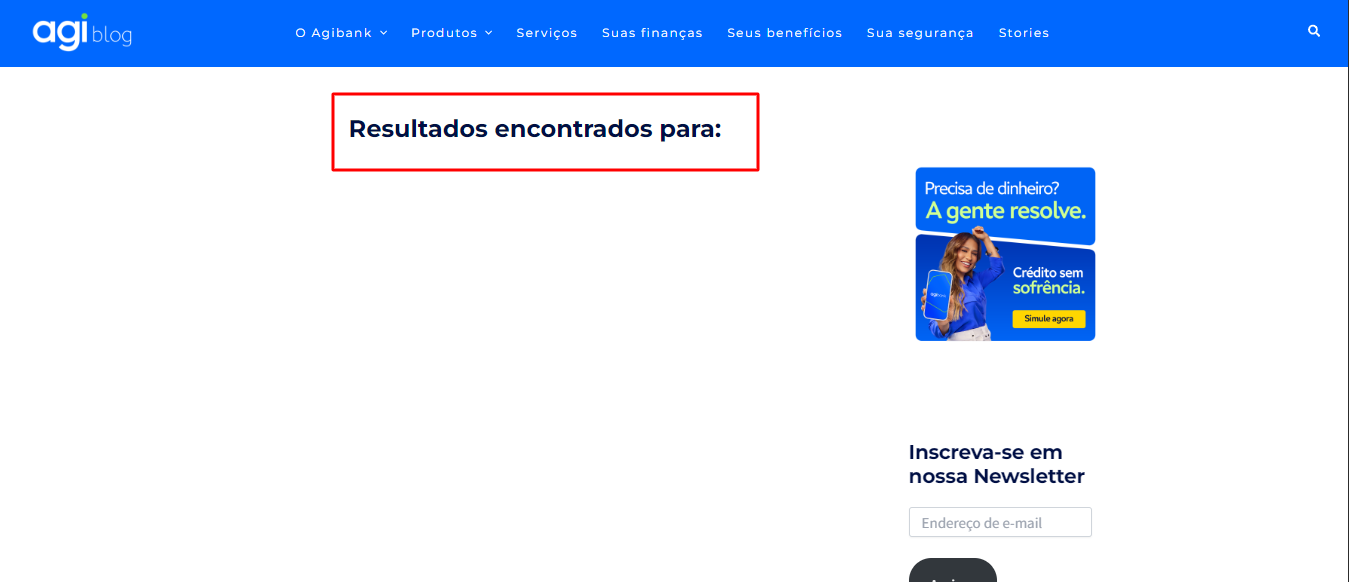 agi blog
O Agibank
Produtos
Serviços
Suas finanças
Seus benefícios
Sua segurança
Stories
Resultados encontrados para:
Precisa de dinheiro?
A gente resolve.
Crédito sem
sofrência.
Simule agora
Inscreva-se em
nossa Newsletter
Endereço de e-mail